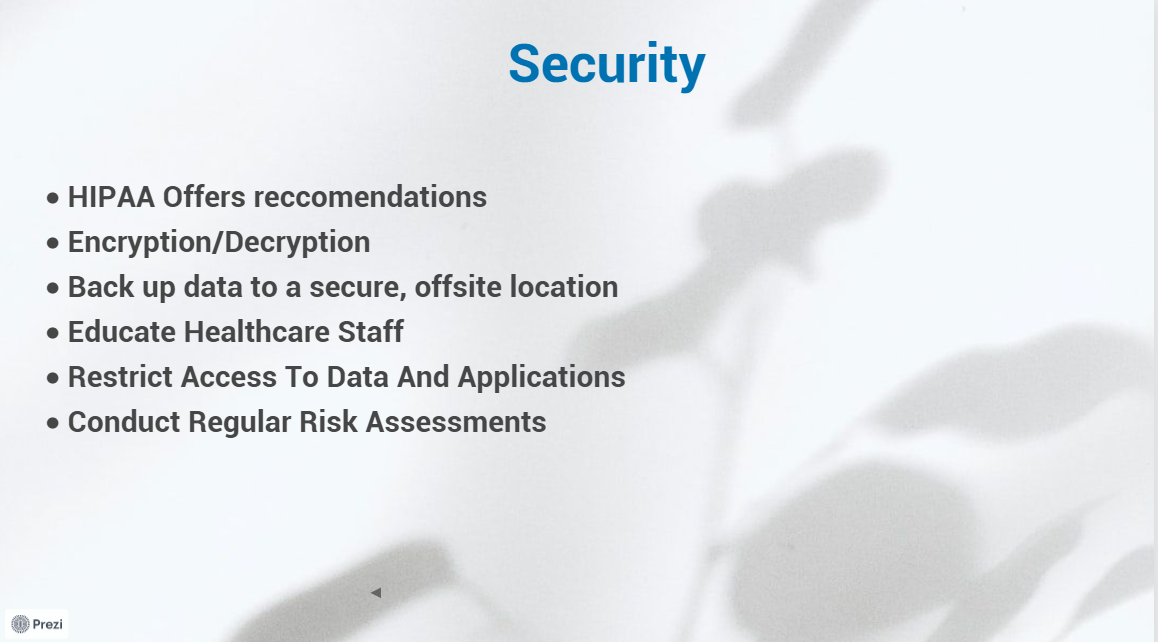 Security
• HIPAA Offers reccomendations
• Encryption/Decryption
• Back up data to a secure, offsite location
• Educate Healthcare Staff
• Restrict Access To Data And Applications
• Conduct Regular Risk Assessments
Prezi